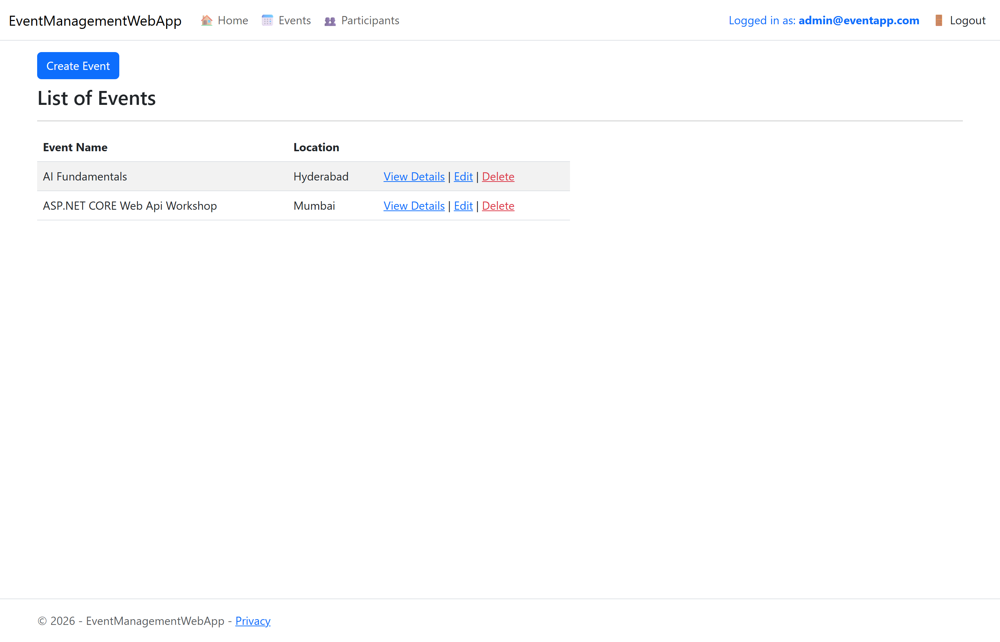 EventManagementWebApp Home Events Participants Logged in as: admin@eventapp.com Logout
Create Event
List of Events
Event Name Location
AI Fundamentals Hyderabad View Details | Edit | Delete
ASP.NET CORE Web Api Workshop Mumbai View Details | Edit | Delete
© 2026 - EventManagementWebApp - Privacy